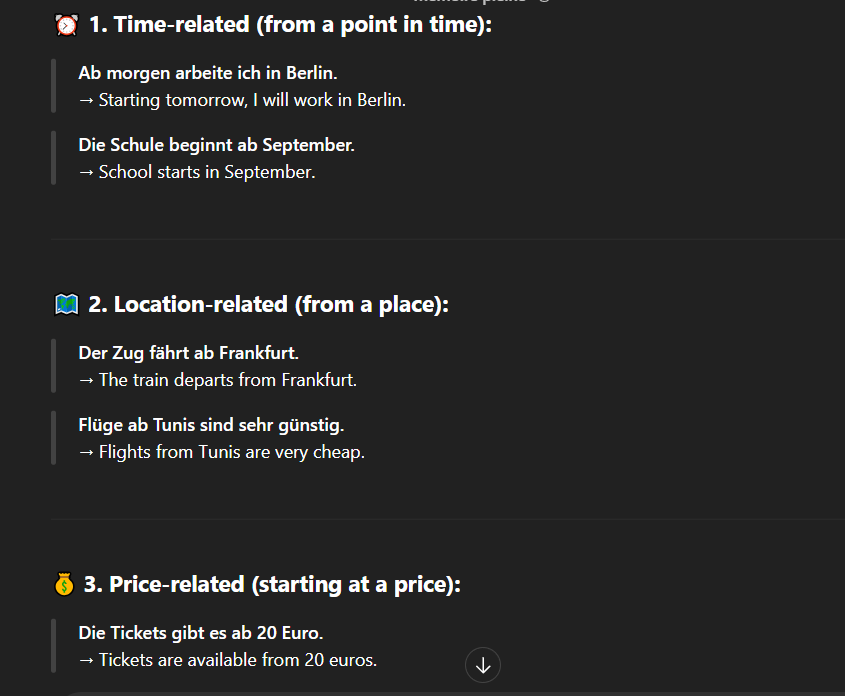 1. Time-related (from a point in time):
Ab morgen arbeite ich in Berlin.
→ Starting tomorrow, I will work in Berlin.
Die Schule beginnt ab September.
→ School starts in September.
2. Location-related (from a place):
Der Zug fährt ab Frankfurt.
→ The train departs from Frankfurt.
Flüge ab Tunis sind sehr günstig.
→ Flights from Tunis are very cheap.
3. Price-related (starting at a price):
Die Tickets gibt es ab 20 Euro.
→ Tickets are available from 20 euros.